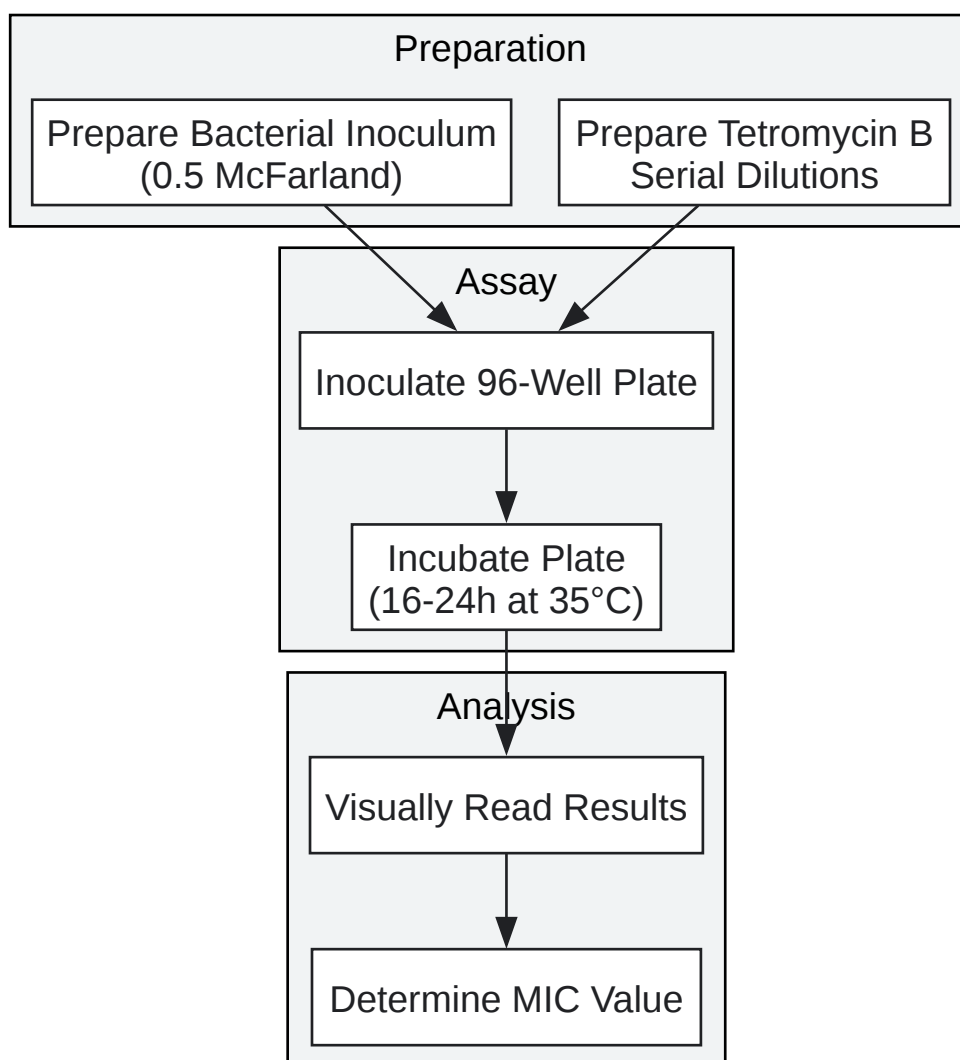 Preparation
Prepare Bacterial Inoculum
(0.5 McFarland)
Prepare Tetromycin B
Serial Dilutions
Assay
Inoculate 96-Well Plate
Incubate Plate
(16-24h at 35°C)
Analysis
Visually Read Results
Determine MIC Value